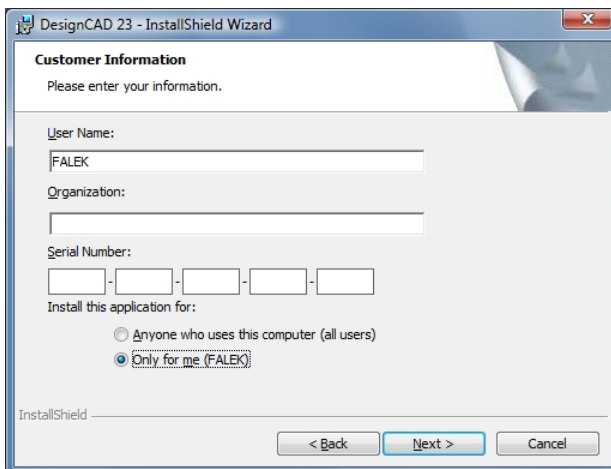 DesignCAD 23 - InstallShield Wizard
Customer Information
Please enter your information.
User Name:
FALEK
Organization:
Serial Number:
- - - -
Install this application for:
Anyone who uses this computer (all users)
Only for me (FALEK)
InstallShield
< Back Next > Cancel